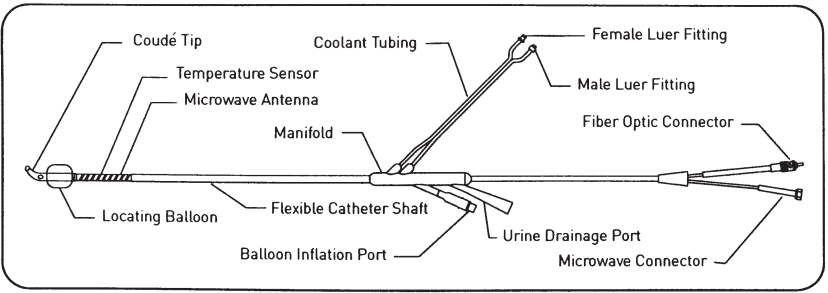 Coudé Tip
Temperature Sensor
Microwave Antenna
Manifold
Coolant Tubing
Female Luer Fitting
Male Luer Fitting
Fiber Optic Connector
Locating Balloon
Flexible Catheter Shaft
Balloon Inflation Port
Urine Drainage Port
Microwave Connector